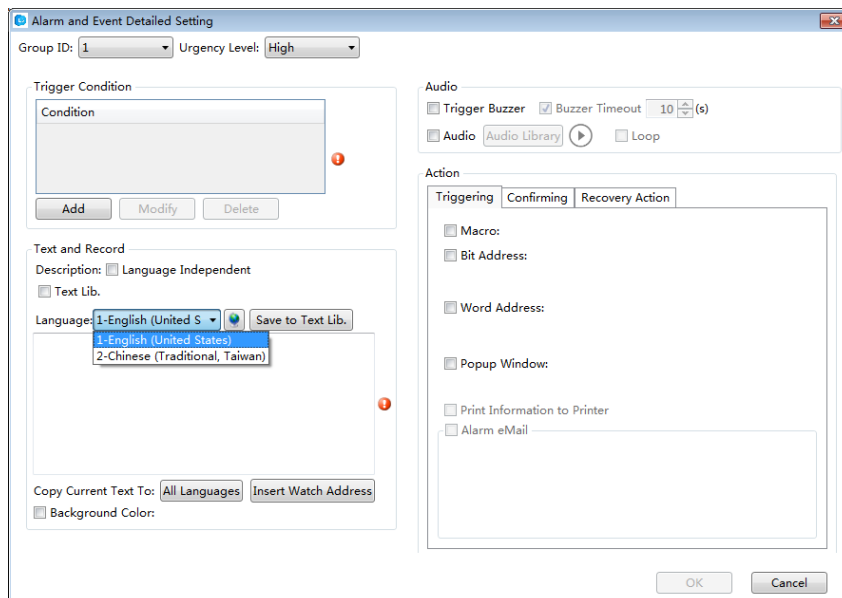 Alarm and Event Detailed Setting
Group ID: 1 Urgency Level: High
Trigger Condition
Condition
Add Modify Delete
Text and Record
Description: Language Independent
Text Lib.
Language: 1-English (United S Save to Text Lib.
1-English (United States)
2-Chinese (Traditional, Taiwan)
Copy Current Text To: All Languages Insert Watch Address
Background Color:
Audio
Trigger Buzzer Buzzer Timeout 10 (s)
Audio Audio Library Loop
Action
Triggering Confirming Recovery Action
Macro:
Bit Address:
Word Address:
Popup Window:
Print Information to Printer
Alarm eMail
OK Cancel